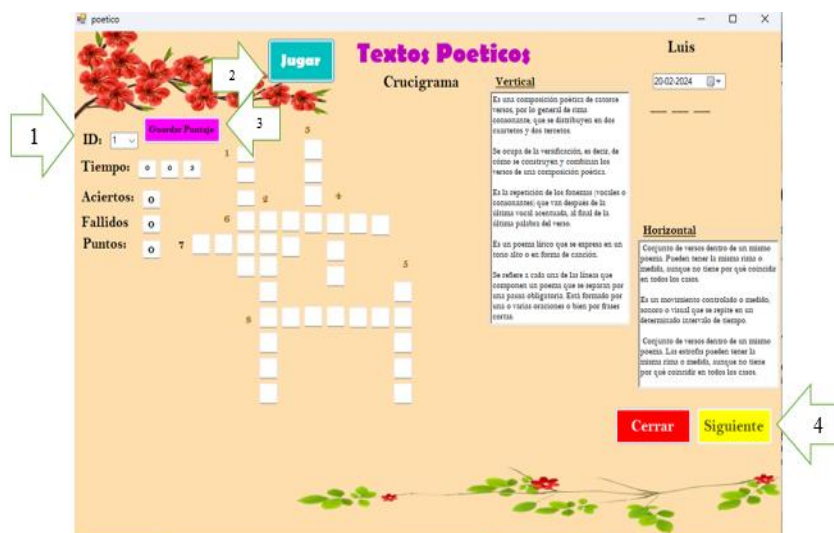 poetico
Jugar
Textos Poeticos
Luis
Crucigrama
Vertical
20-02-2024
1
2
3
ID: 1
Guardar Puntaje
Tiempo: 0 0 3
Aciertos: 0
Fallidos 0
Puntos: 0
1
3
2
4
6
7
5
8
Es una composición poética de catorce
versos, por lo general de rima
consonante, que se distribuyen en dos
cuartetos y dos tercetos.
Se ocupa de la versificación, es decir, de
cómo se construyen y combinan los
versos de una composición poética.
Es la repetición de los fonemas (vocales o
consonantes) que van después de la
última vocal acentuada, al final de la
última palabra del verso.
Es un poema lírico que se expresa en un
tono alto o en forma de canción.
Se refiere a cada una de las líneas que
componen un poema que se separan por
una pausa obligatoria. Está formado por
una o varias oraciones o bien por frases
cortas.
Horizontal
Conjunto de versos dentro de un mismo
poema. Pueden tener la misma rima o
medida, aunque no tiene por qué coincidir
en todos los casos.
Es un movimiento controlado o medido,
sonoro o visual que se repite en un
determinado intervalo de tiempo.
Conjunto de versos dentro de un mismo
poema. Las estrofas pueden tener la
misma rima o medida, aunque no tiene
por qué coincidir en todos los casos.
Cerrar
Siguiente
4